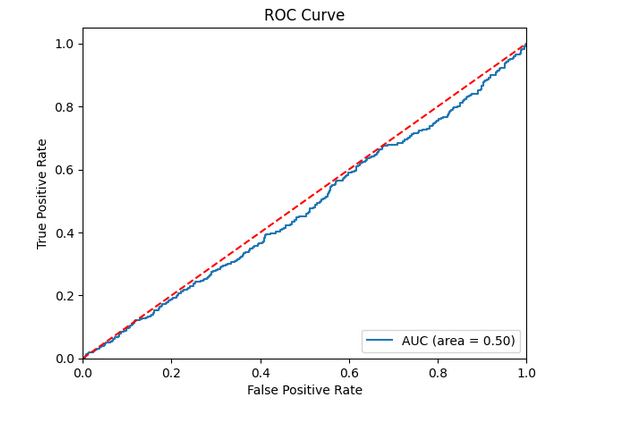 ROC Curve
True Positive Rate
1.0
0.8
0.6
0.4
0.2
0.0
0.0 0.2 0.4 0.6 0.8 1.0
False Positive Rate
AUC (area = 0.50)